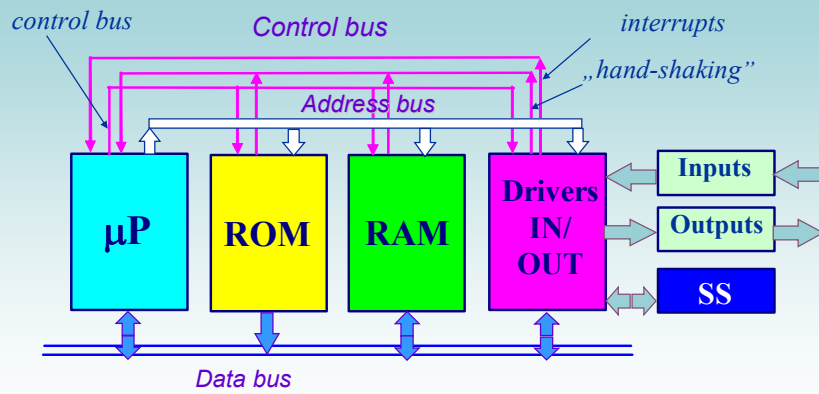 control bus
Control bus
interrupts
„hand-shaking”
Address bus
μP
ROM
RAM
Drivers
IN/
OUT
Inputs
Outputs
SS
Data bus